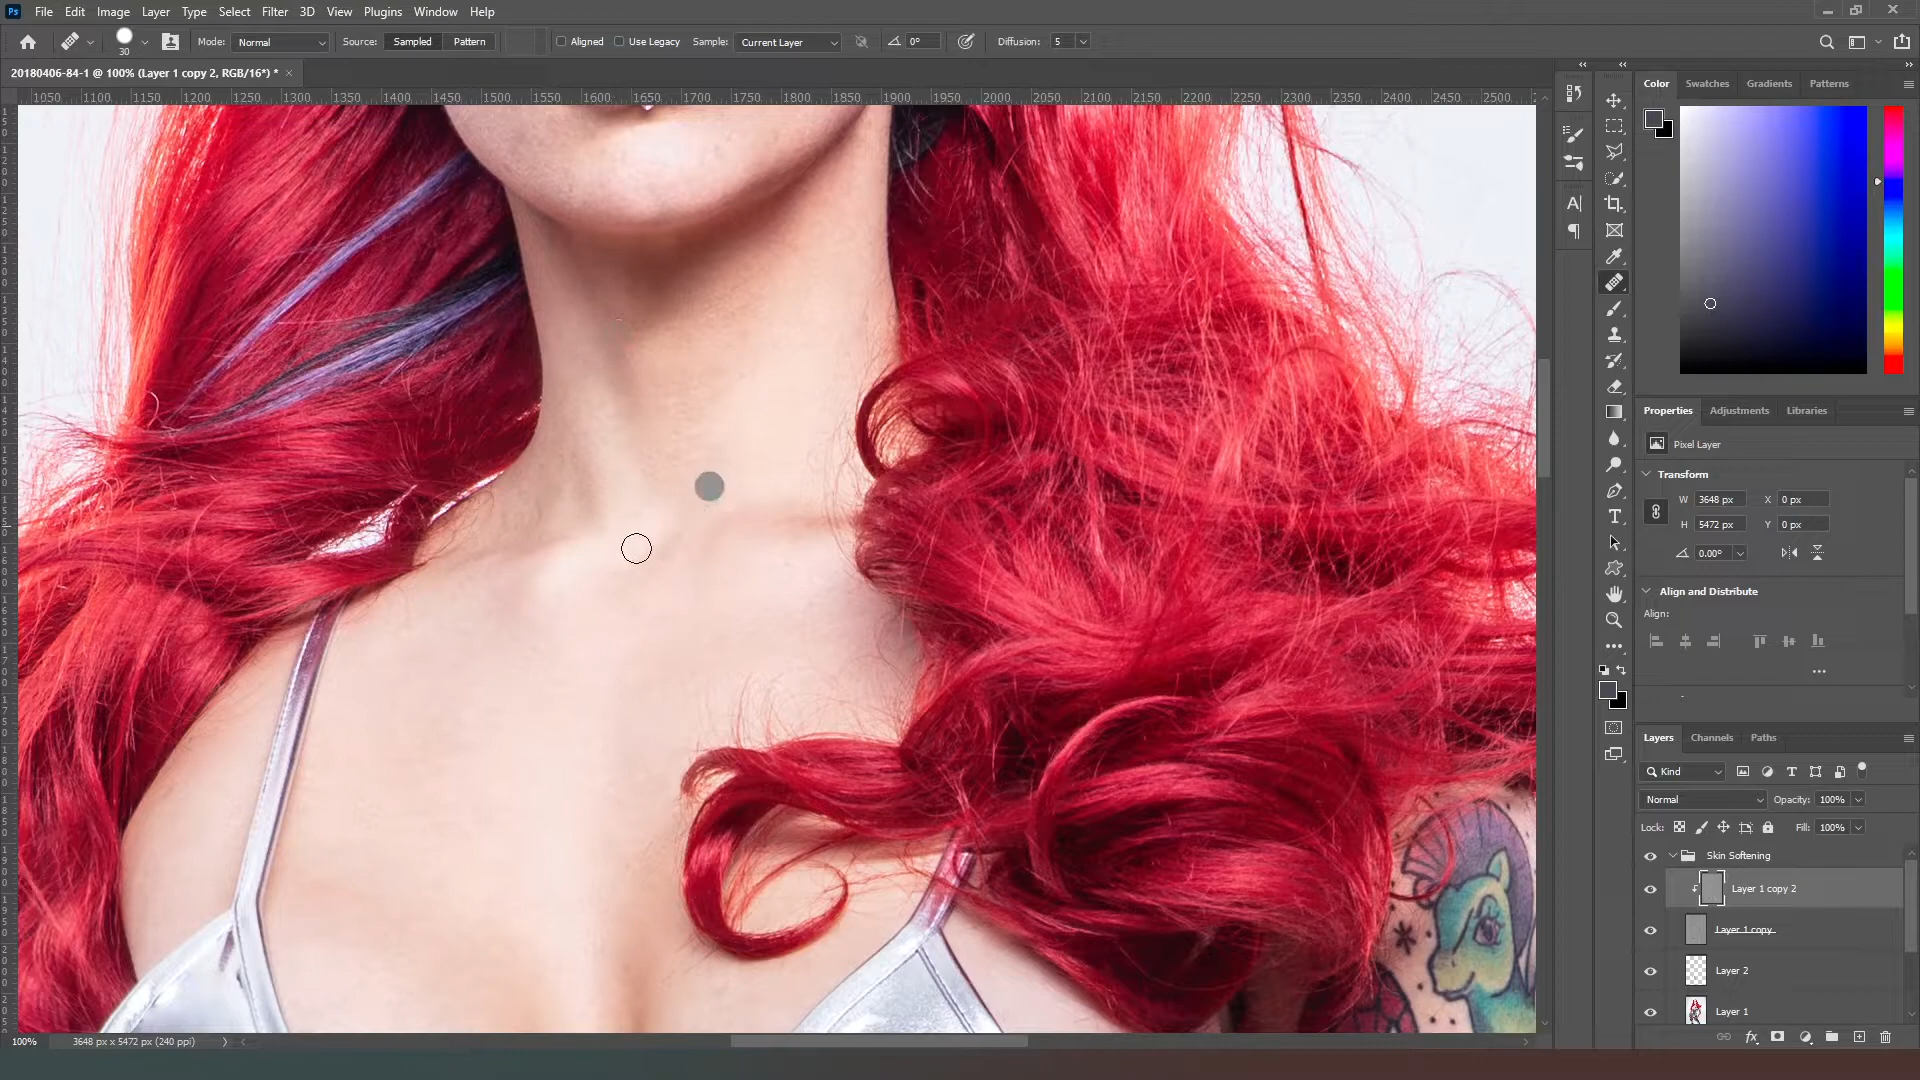 Ps File Edit Image Layer Type Select Filter 3D View Plugins Window Help
30 Mode: Normal Source: Sampled Pattern Aligned Use Legacy Sample: Current Layer 0° Diffusion: 5
20180406-84-1 @ 100% (Layer 1 copy 2, RGB/16*) * ×
1050 1100 1150 1200 1250 1300 1350 1400 1450 1500 1550 1600 1650 1700 1750 1800 1850 1900 1950 2000 2050 2100 2150 2200 2250 2300 2350 2400 2450 2500
Color Swatches Gradients Patterns
Properties Adjustments Libraries
Pixel Layer
Transform
W 3648 px X 0 px
H 5472 px Y 0 px
0.00°
Align and Distribute
Align:
Layers Channels Paths
Kind
Normal Opacity: 100%
Lock: Fill: 100%
Skin Softening
Layer 1 copy 2
Layer 1 copy
Layer 2
Layer 1
100% 3648 px x 5472 px (240 ppi)